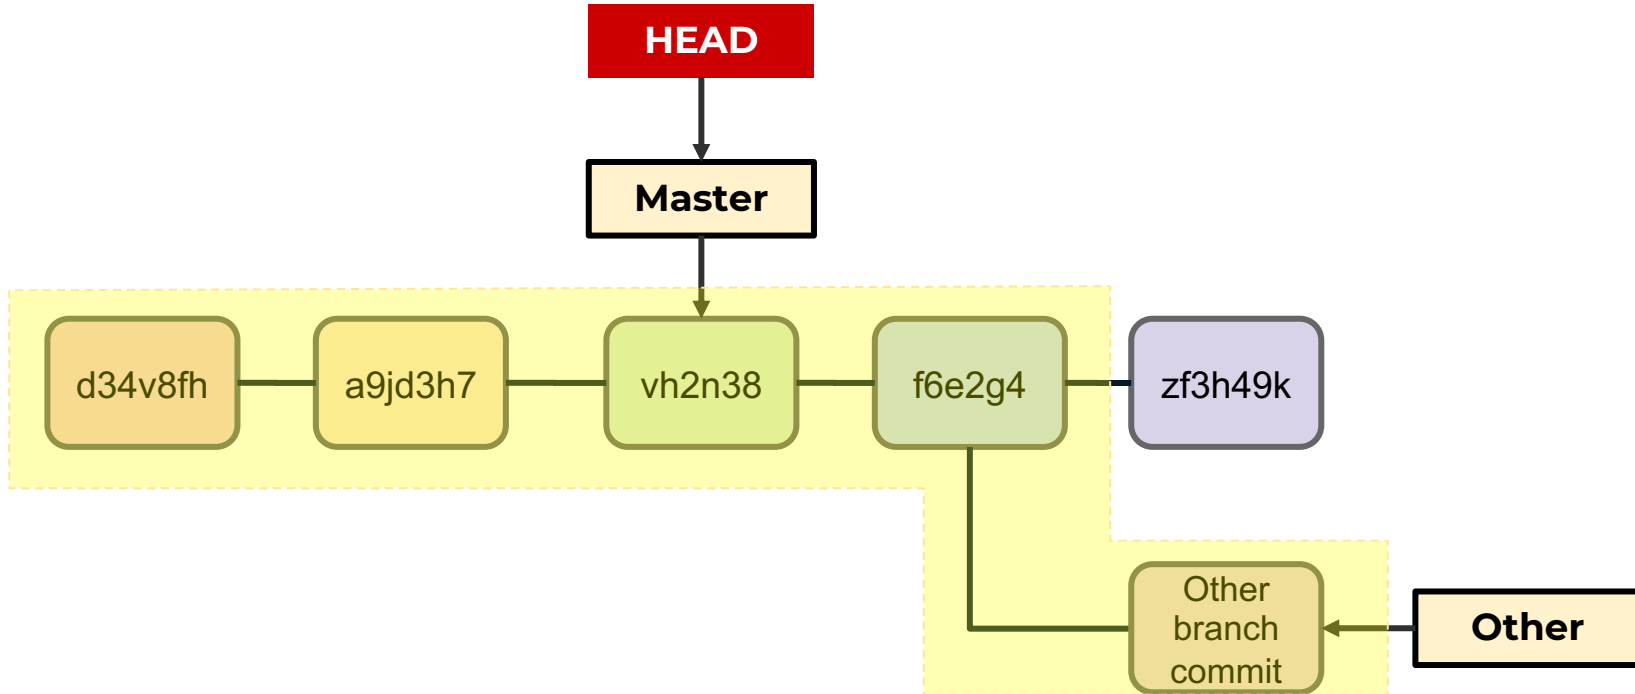 HEAD
Master
d34v8fh
a9jd3h7
vh2n38
f6e2g4
zf3h49k
Other
branch
commit
Other